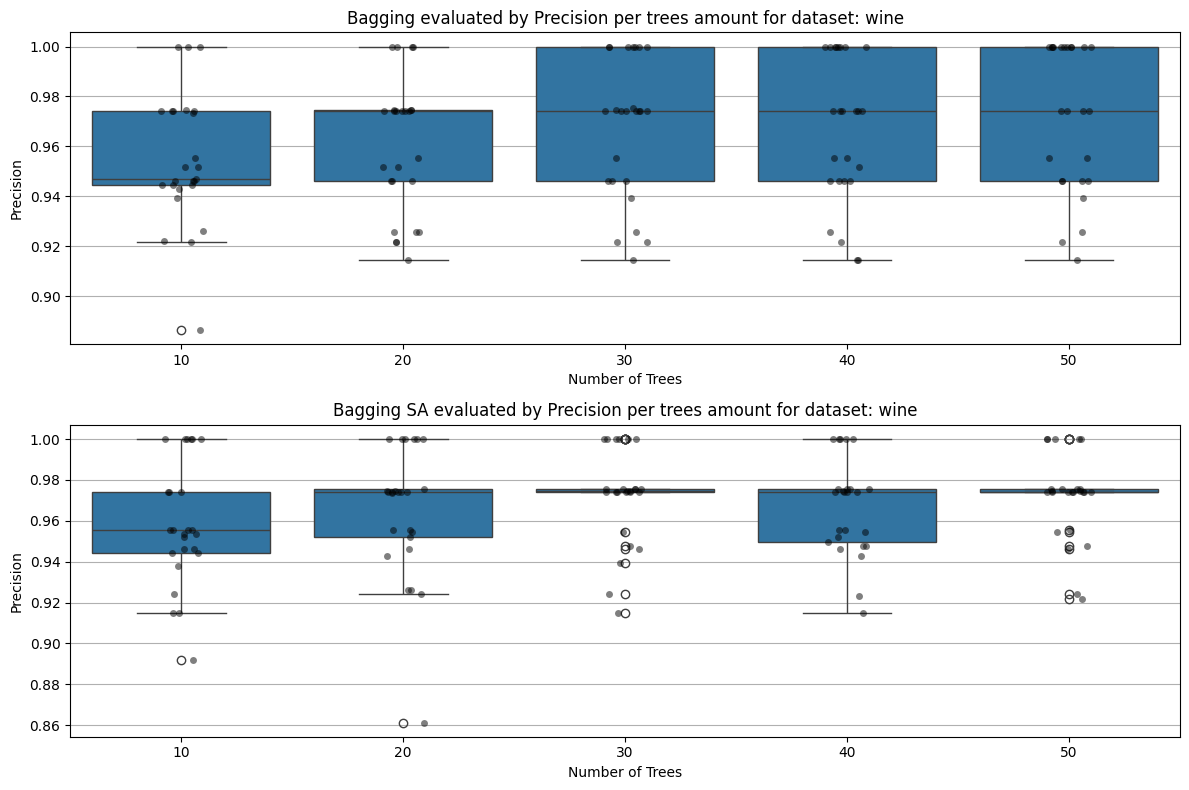 Bagging evaluated by Precision per trees amount for dataset: wine
Precision
1.00
0.98
0.96
0.94
0.92
0.90
10 20 30 40 50
Number of Trees
Bagging SA evaluated by Precision per trees amount for dataset: wine
Precision
1.00
0.98
0.96
0.94
0.92
0.90
0.88
0.86
10 20 30 40 50
Number of Trees